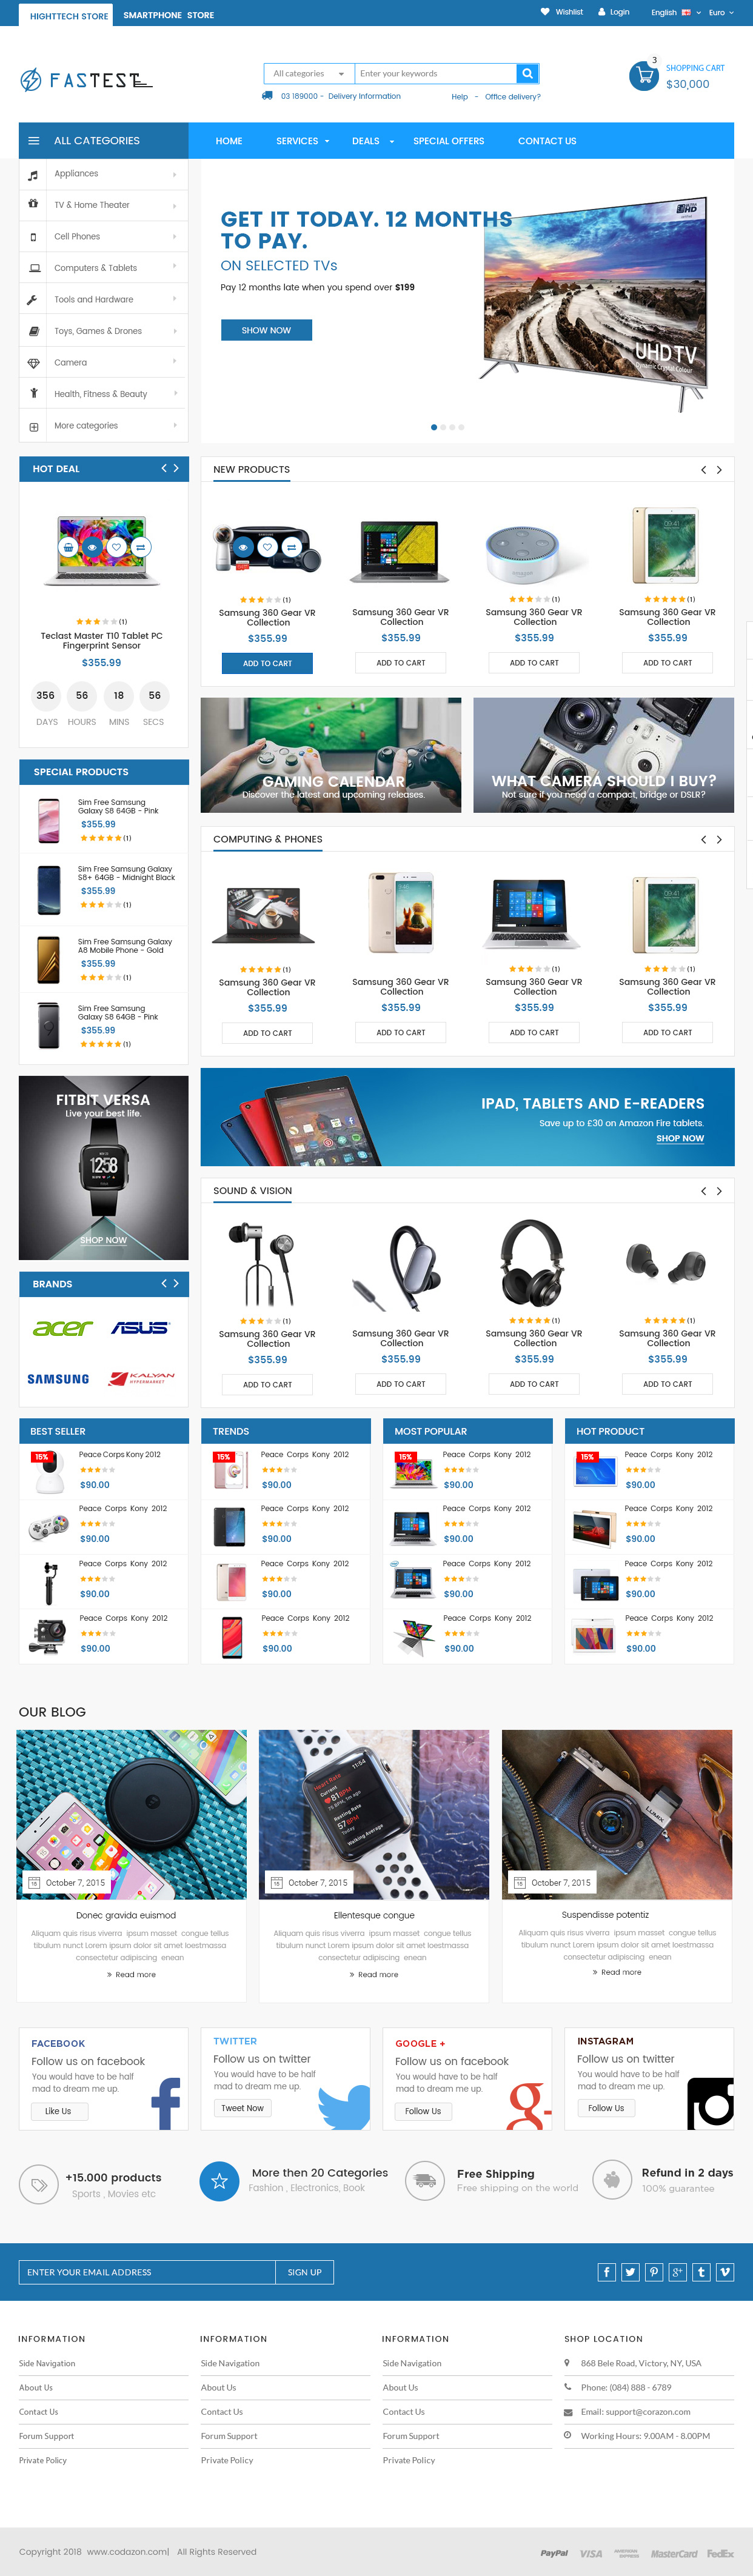 HIGHTTECH STORE
SMARTPHONE STORE
Wishlist
Login
English
Euro
FASTEST
All categories
Enter your keywords
03 189000 - Delivery Information
Help - Office delivery?
3
SHOPPING CART
$30,000
ALL CATEGORIES
HOME
SERVICES
DEALS
SPECIAL OFFERS
CONTACT US
Appliances
TV & Home Theater
Cell Phones
Computers & Tablets
Tools and Hardware
Toys, Games & Drones
Camera
Health, Fitness & Beauty
More categories
GET IT TODAY. 12 MONTHS
TO PAY.
ON SELECTED TVs
Pay 12 months late when you spend over $199
SHOW NOW
UHD
UHD TV
Dynamic Crystal Colour
HOT DEAL
(1)
Teclast Master T10 Tablet PC
Fingerprint Sensor
$355.99
356
56
18
56
DAYS
HOURS
MINS
SECS
NEW PRODUCTS
(1)
Samsung 360 Gear VR
Collection
$355.99
ADD TO CART
Samsung 360 Gear VR
Collection
$355.99
ADD TO CART
(1)
Samsung 360 Gear VR
Collection
$355.99
ADD TO CART
(1)
Samsung 360 Gear VR
Collection
$355.99
ADD TO CART
GAMING CALENDAR
Discover the latest and upcoming releases.
WHAT CAMERA SHOULD I BUY?
Not sure if you need a compact, bridge or DSLR?
SPECIAL PRODUCTS
Sim Free Samsung
Galaxy S8 64GB - Pink
$355.99
(1)
Sim Free Samsung Galaxy
S8+ 64GB - Midnight Black
$355.99
(1)
Sim Free Samsung Galaxy
A8 Mobile Phone - Gold
$355.99
(1)
Sim Free Samsung
Galaxy S8 64GB - Pink
$355.99
(1)
COMPUTING & PHONES
(1)
Samsung 360 Gear VR
Collection
$355.99
ADD TO CART
Samsung 360 Gear VR
Collection
$355.99
ADD TO CART
(1)
Samsung 360 Gear VR
Collection
$355.99
ADD TO CART
(1)
Samsung 360 Gear VR
Collection
$355.99
ADD TO CART
FITBIT VERSA
Live your best life.
12:58
SHOP NOW
IPAD, TABLETS AND E-READERS
Save up to £30 on Amazon Fire tablets.
SHOP NOW
SOUND & VISION
(1)
Samsung 360 Gear VR
Collection
$355.99
ADD TO CART
Samsung 360 Gear VR
Collection
$355.99
ADD TO CART
(1)
Samsung 360 Gear VR
Collection
$355.99
ADD TO CART
(1)
Samsung 360 Gear VR
Collection
$355.99
ADD TO CART
BRANDS
acer
ASUS
SAMSUNG
KALYAN
HYPERMARKET
BEST SELLER
15%
Peace Corps Kony 2012
$90.00
Peace Corps Kony 2012
$90.00
Peace Corps Kony 2012
$90.00
Peace Corps Kony 2012
$90.00
TRENDS
15%
Peace Corps Kony 2012
$90.00
Peace Corps Kony 2012
$90.00
Peace Corps Kony 2012
$90.00
Peace Corps Kony 2012
$90.00
MOST POPULAR
15%
Peace Corps Kony 2012
$90.00
Peace Corps Kony 2012
$90.00
Peace Corps Kony 2012
$90.00
Peace Corps Kony 2012
$90.00
HOT PRODUCT
15%
Peace Corps Kony 2012
$90.00
Peace Corps Kony 2012
$90.00
Peace Corps Kony 2012
$90.00
Peace Corps Kony 2012
$90.00
OUR BLOG
October 7, 2015
Donec gravida euismod
Aliquam quis risus viverra ipsum masset congue tellus
tibulum nunct Lorem ipsum dolor sit amet loestmassa
consectetur adipiscing enean
» Read more
11:54
Heart Rate
Current
81BPM
Resting Rate
57BPM
Walking Average
October 7, 2015
Ellentesque congue
Aliquam quis risus viverra ipsum masset congue tellus
tibulum nunct Lorem ipsum dolor sit amet loestmassa
consectetur adipiscing enean
» Read more
LUMIX
October 7, 2015
Suspendisse potentiz
Aliquam quis risus viverra ipsum masset congue tellus
tibulum nunct Lorem ipsum dolor sit amet loestmassa
consectetur adipiscing enean
» Read more
FACEBOOK
Follow us on facebook
You would have to be half
mad to dream me up.
Like Us
TWITTER
Follow us on twitter
You would have to be half
mad to dream me up.
Tweet Now
GOOGLE +
Follow us on facebook
You would have to be half
mad to dream me up.
Follow Us
INSTAGRAM
Follow us on twitter
You would have to be half
mad to dream me up.
Follow Us
+15.000 products
Sports , Movies etc
More then 20 Categories
Fashion , Electronics, Book
Free Shipping
Free shipping on the world
Refund in 2 days
100% guarantee
ENTER YOUR EMAIL ADDRESS
SIGN UP
INFORMATION
Side Navigation
About Us
Contact Us
Forum Support
Private Policy
INFORMATION
Side Navigation
About Us
Contact Us
Forum Support
Private Policy
INFORMATION
Side Navigation
About Us
Contact Us
Forum Support
Private Policy
SHOP LOCATION
868 Bele Road, Victory, NY, USA
Phone: (084) 888 - 6789
Email: support@corazon.com
Working Hours: 9.00AM - 8.00PM
Copyright 2018 www.codazon.com| All Rights Reserved
PayPal
VISA
AMERICAN EXPRESS
MasterCard
FedEx